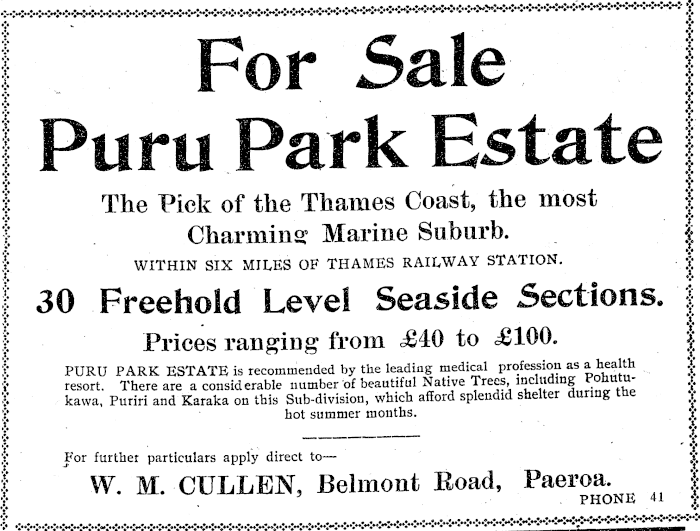 For Sale
Puru Park Estate
The Pick of the Thames Coast, the most
Charming Marine Suburb.
WITHIN SIX MILES OF THAMES RAILWAY STATION.
30 Freehold Level Seaside Sections.
Prices ranging from £40 to £100.
PURU PARK ESTATE is recommended by the leading medical profession as a health
resort. There are a considerable number of beautiful Native Trees, including Pohutu-
kawa, Puriri and Karaka on this Sub-division, which afford splendid shelter during the
hot summer months.
For further particulars apply direct to—
W. M. CULLEN, Belmont Road, Paeroa.
PHONE 41